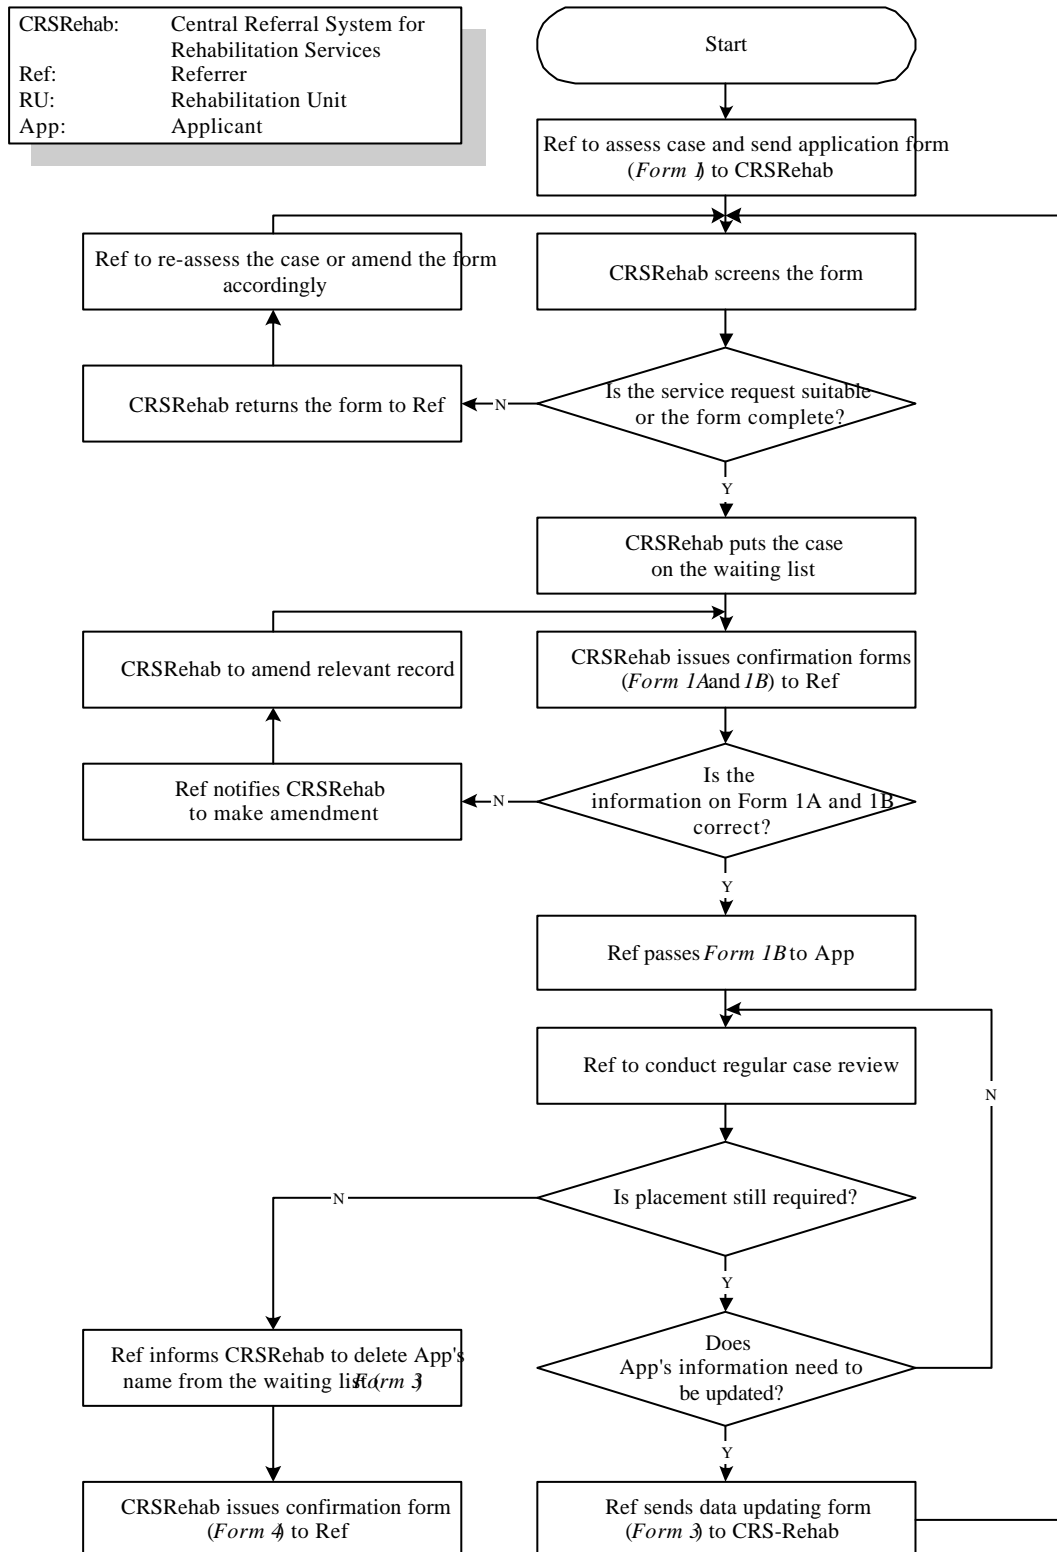 CRSRehab: Central Referral System for
Rehabilitation Services
Ref: Referrer
RU: Rehabilitation Unit
App: Applicant
Start
Ref to assess case and send application form
(Form 1) to CRSRehab
Ref to re-assess the case or amend the form
accordingly
CRSRehab screens the form
CRSRehab returns the form to Ref
N
Is the service request suitable
or the form complete?
Y
CRSRehab puts the case
on the waiting list
CRSRehab to amend relevant record
CRSRehab issues confirmation forms
(Form 1A and 1B) to Ref
Ref notifies CRSRehab
to make amendment
N
Is the
information on Form 1A and 1B
correct?
Y
Ref passes Form 1B to App
Ref to conduct regular case review
N
N
Is placement still required?
Y
Ref informs CRSRehab to delete App's
name from the waiting list (Form 3)
Does
App's information need to
be updated?
Y
CRSRehab issues confirmation form
(Form 4) to Ref
Ref sends data updating form
(Form 3) to CRS-Rehab